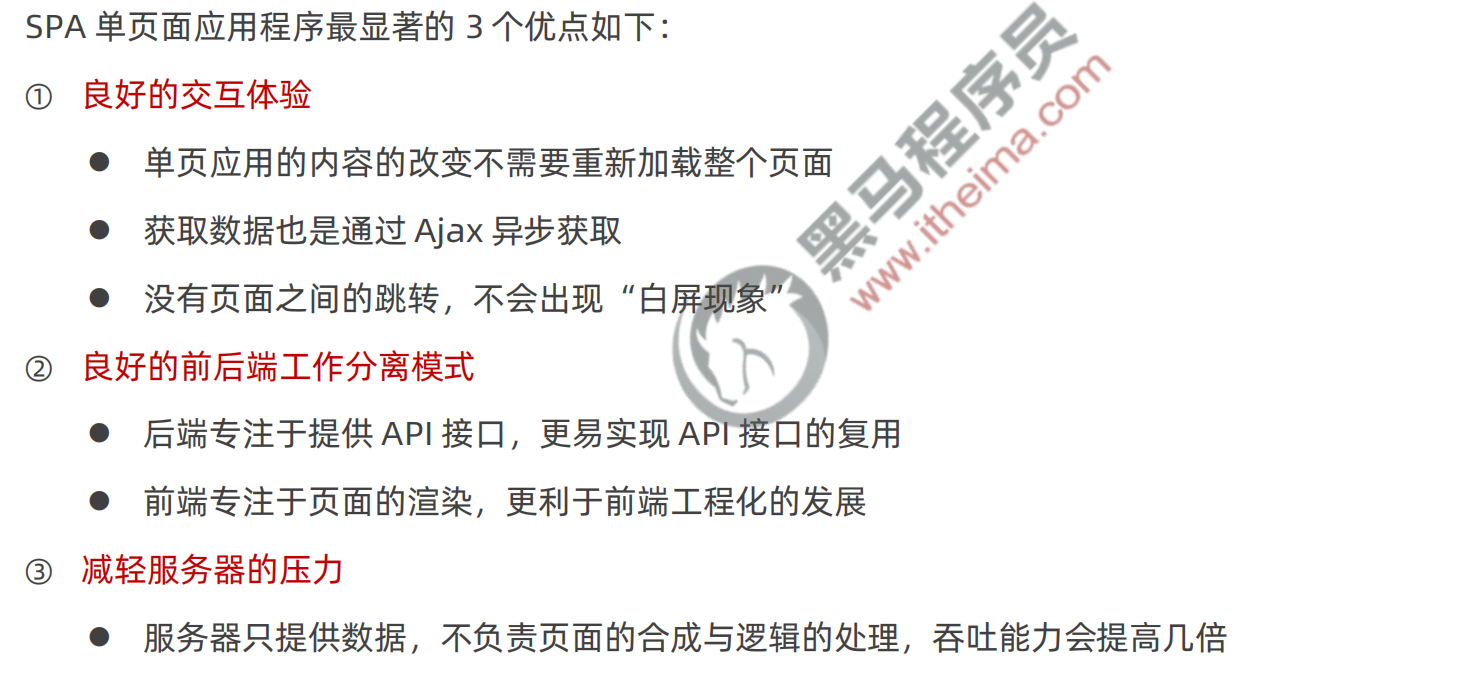 SPA 单页面应用程序最显著的 3 个优点如下：
① 良好的交互体验
● 单页应用的内容的改变不需要重新加载整个页面
● 获取数据也是通过 Ajax 异步获取
● 没有页面之间的跳转，不会出现“白屏现象”
② 良好的前后端工作分离模式
● 后端专注于提供 API 接口，更易实现 API 接口的复用
● 前端专注于页面的渲染，更利于前端工程化的发展
③ 减轻服务器的压力
● 服务器只提供数据，不负责页面的合成与逻辑的处理，吞吐能力会提高几倍
黑马程序员
www.itheima.com